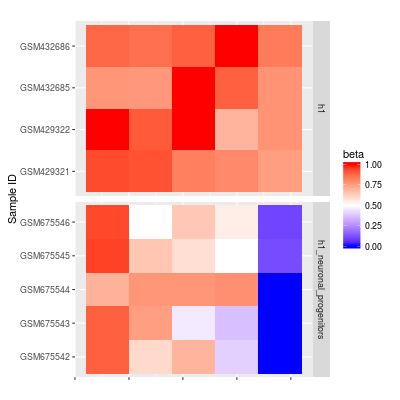 GSM432686
GSM432685
GSM429322
GSM429321
h1
GSM675546
GSM675545
GSM675544
GSM675543
GSM675542
h1_neuronal_progenitors
Sample ID
beta
1.00
0.75
0.50
0.25
0.00